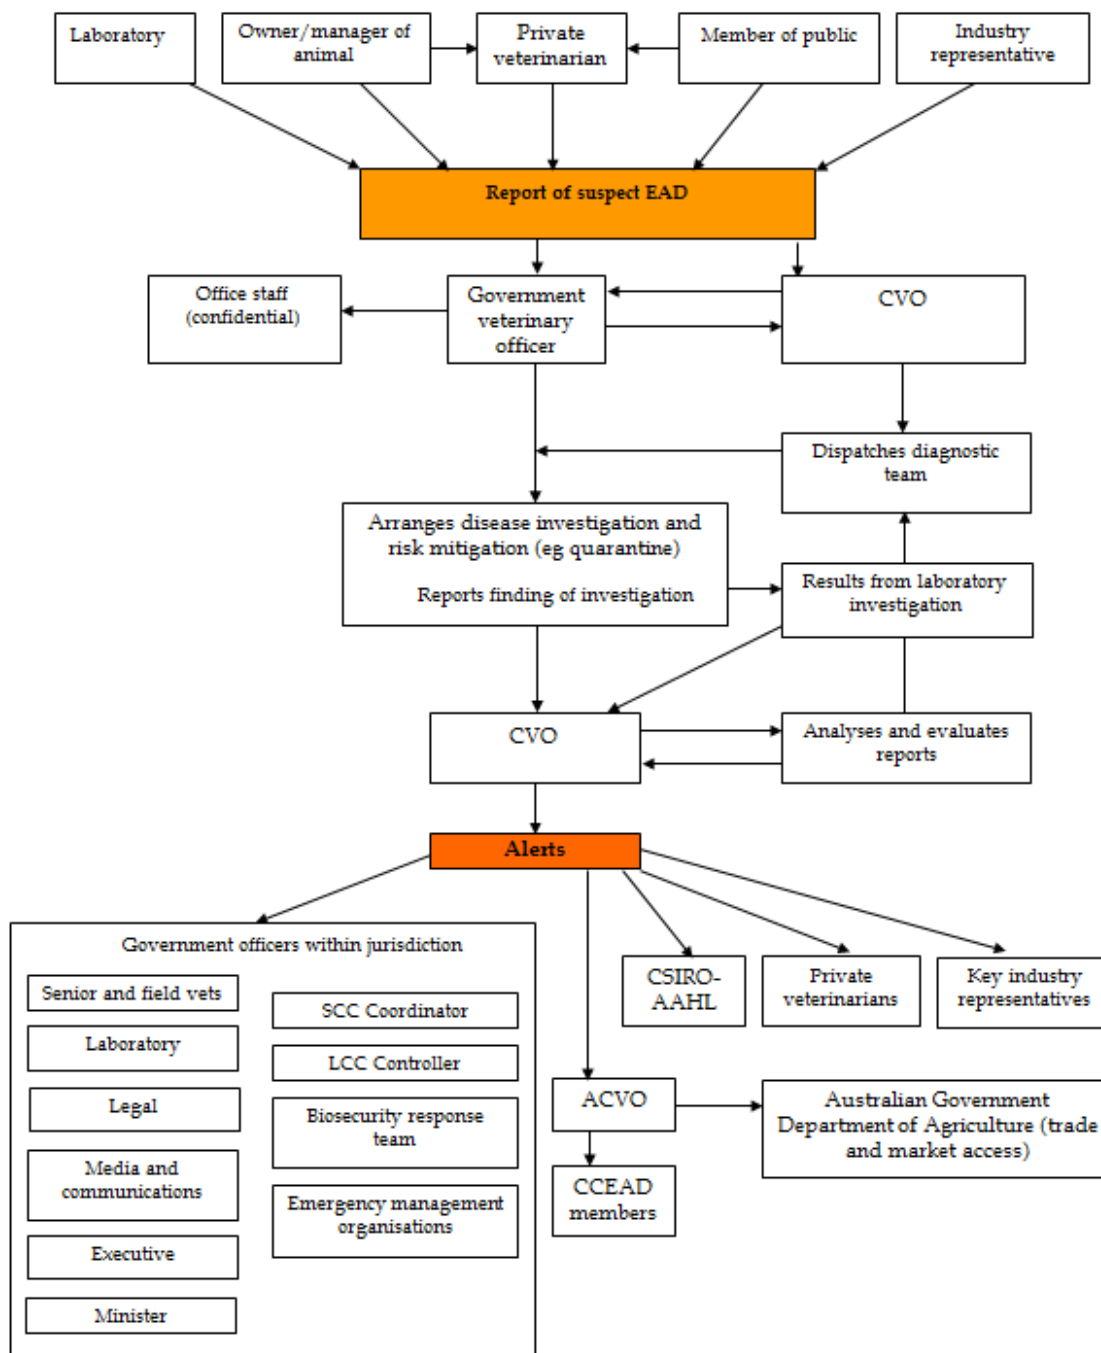 Laboratory
Owner/manager of
animal
Private
veterinarian
Member of public
Industry
representative
Report of suspect EAD
Office staff
(confidential)
Government
veterinary
officer
CVO
Dispatches diagnostic
team
Arranges disease investigation and
risk mitigation (eg quarantine)
Reports finding of investigation
Results from laboratory
investigation
CVO
Analyses and evaluates
reports
Alerts
Government officers within jurisdiction
Senior and field vets
Laboratory
Legal
Media and
communications
Executive
Minister
SCC Coordinator
LCC Controller
Biosecurity response
team
Emergency management
organisations
CSIRO-
AAHL
Private
veterinarians
Key industry
representatives
ACVO
Australian Government
Department of Agriculture (trade
and market access)
CCEAD
members